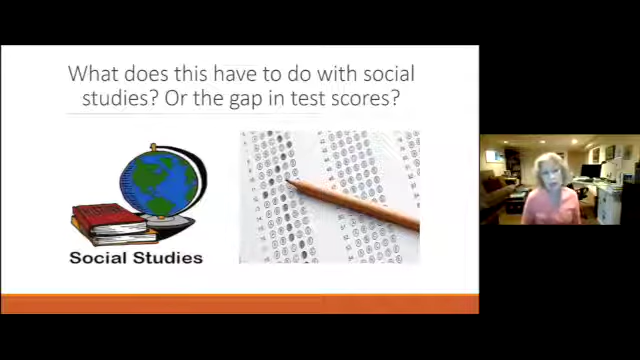 What does this have to do with social
studies? Or the gap in test scores?
Social Studies